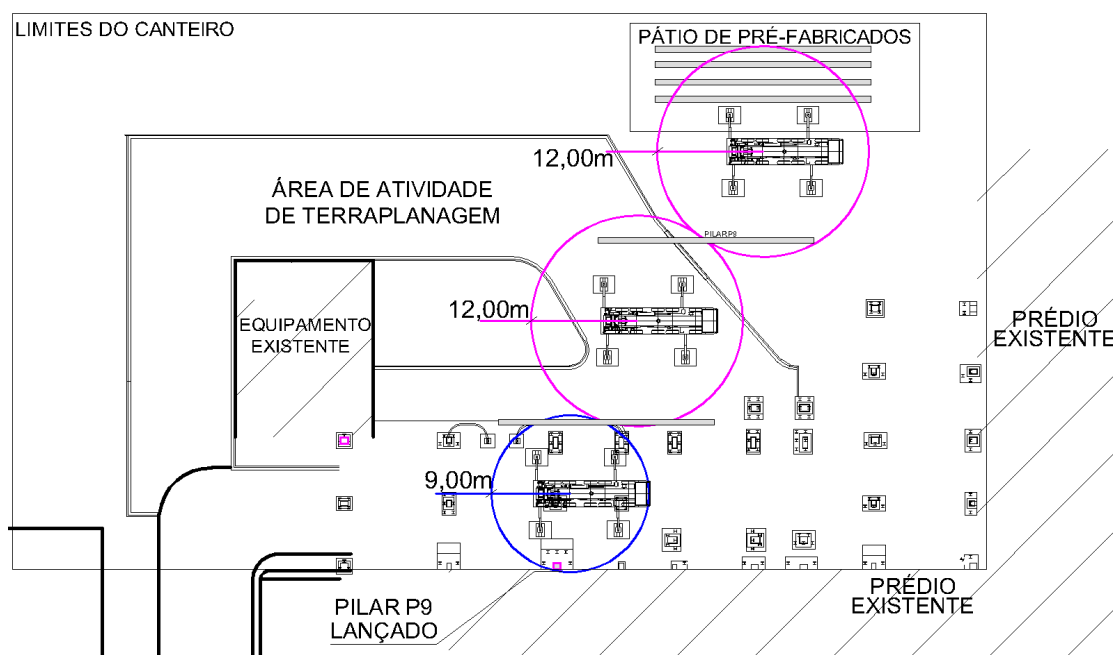 LIMITES DO CANTEIRO
PÁTIO DE PRÉ-FABRICADOS
12,00m
ÁREA DE ATIVIDADE
DE TERRAPLANAGEM
PILAR P9
12,00m
EQUIPAMENTO
EXISTENTE
PRÉDIO
EXISTENTE
9,00m
PRÉDIO
EXISTENTE
PILAR P9
LANÇADO